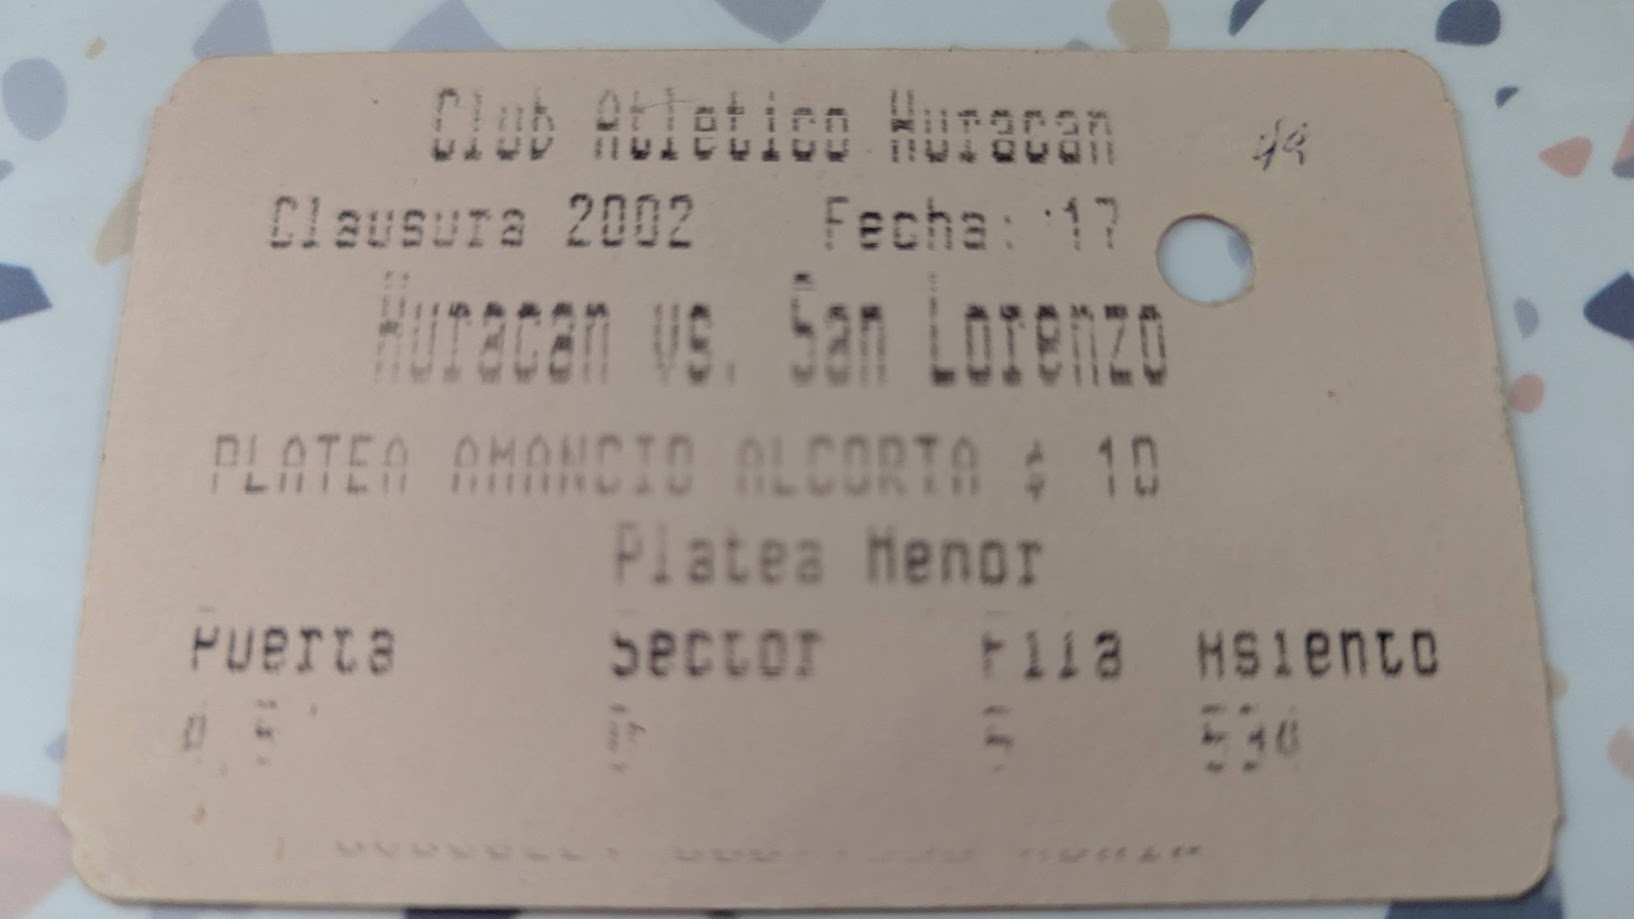 Club Atletico Huracan
Clausura 2002 Fecha: 17
Huracan vs. San Lorenzo
PLATEA AMANCIO ALCORTA $ 10
Platea Menor
Puerta Sector Fila Asiento